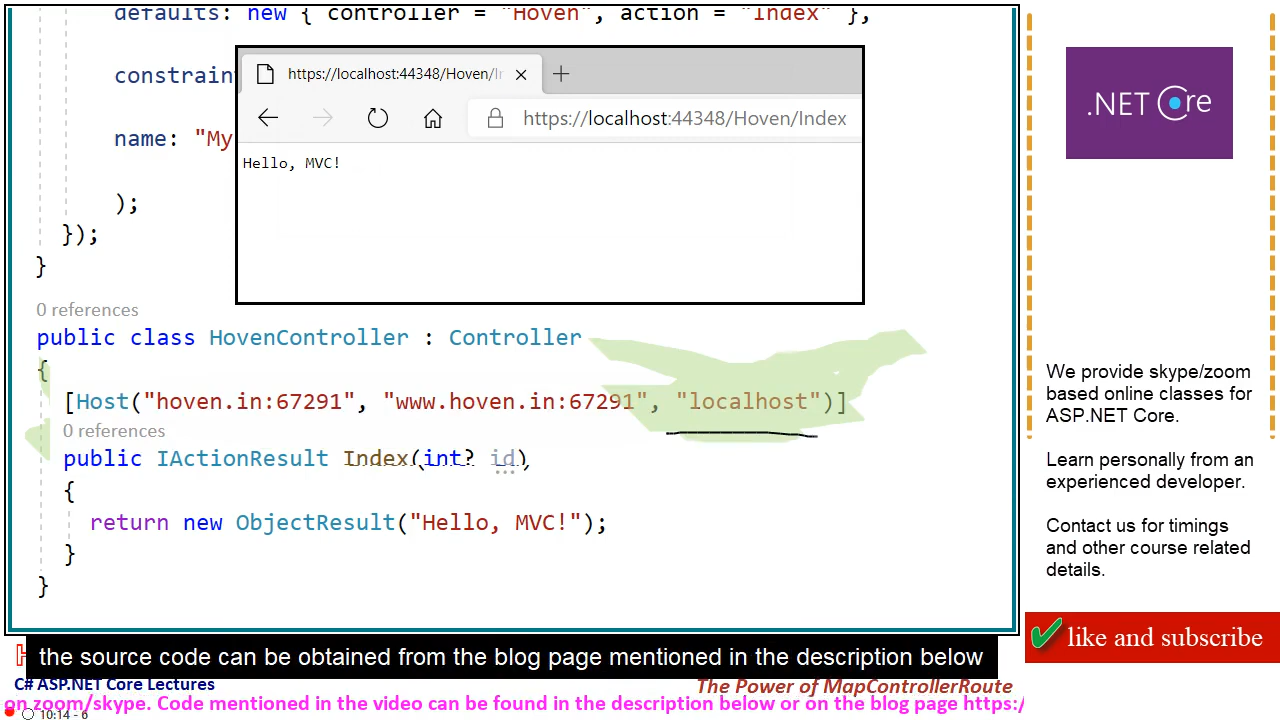 defaults: new { controller = "Hoven", action = "Index" },
https://localhost:44348/Hoven/
constrain
https://localhost:44348/Hoven/Index
name: "My
Hello, MVC!
);
});
}
0 references
public class HovenController : Controller
{
[Host("hoven.in:67291", "www.hoven.in:67291", "localhost")]
0 references
public IActionResult Index(int? id)
{
return new ObjectResult("Hello, MVC!");
}
}
.NET Core
We provide skype/zoom
based online classes for
ASP.NET Core.
Learn personally from an
experienced developer.
Contact us for timings
and other course related
details.
like and subscribe
the source code can be obtained from the blog page mentioned in the description below
C# ASP.NET Core Lectures
The Power of MapControllerRoute
on zoom/skype. Code mentioned in the video can be found in the description below or on the blog page https:/
10:14 - 6